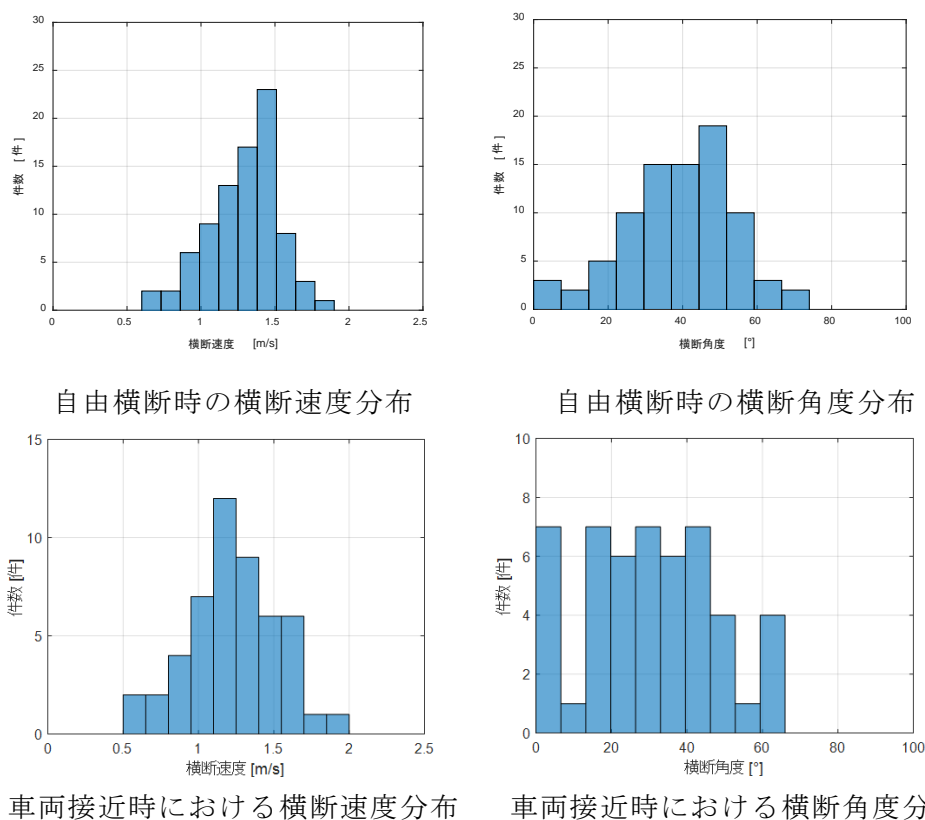 30
25
20
15
10
5
0
件数 [件]
0 0.5 1 1.5 2 2.5
横断速度 [m/s]
自由横断時の横断速度分布
30
25
20
15
10
5
0
件数 [件]
0 20 40 60 80 100
横断角度 [°]
自由横断時の横断角度分布
15
10
5
0
件数 [件]
0 0.5 1 1.5 2 2.5
横断速度 [m/s]
車両接近時における横断速度分布
10
8
6
4
2
0
件数 [件]
0 20 40 60 80 100
横断角度 [°]
車両接近時における横断角度分